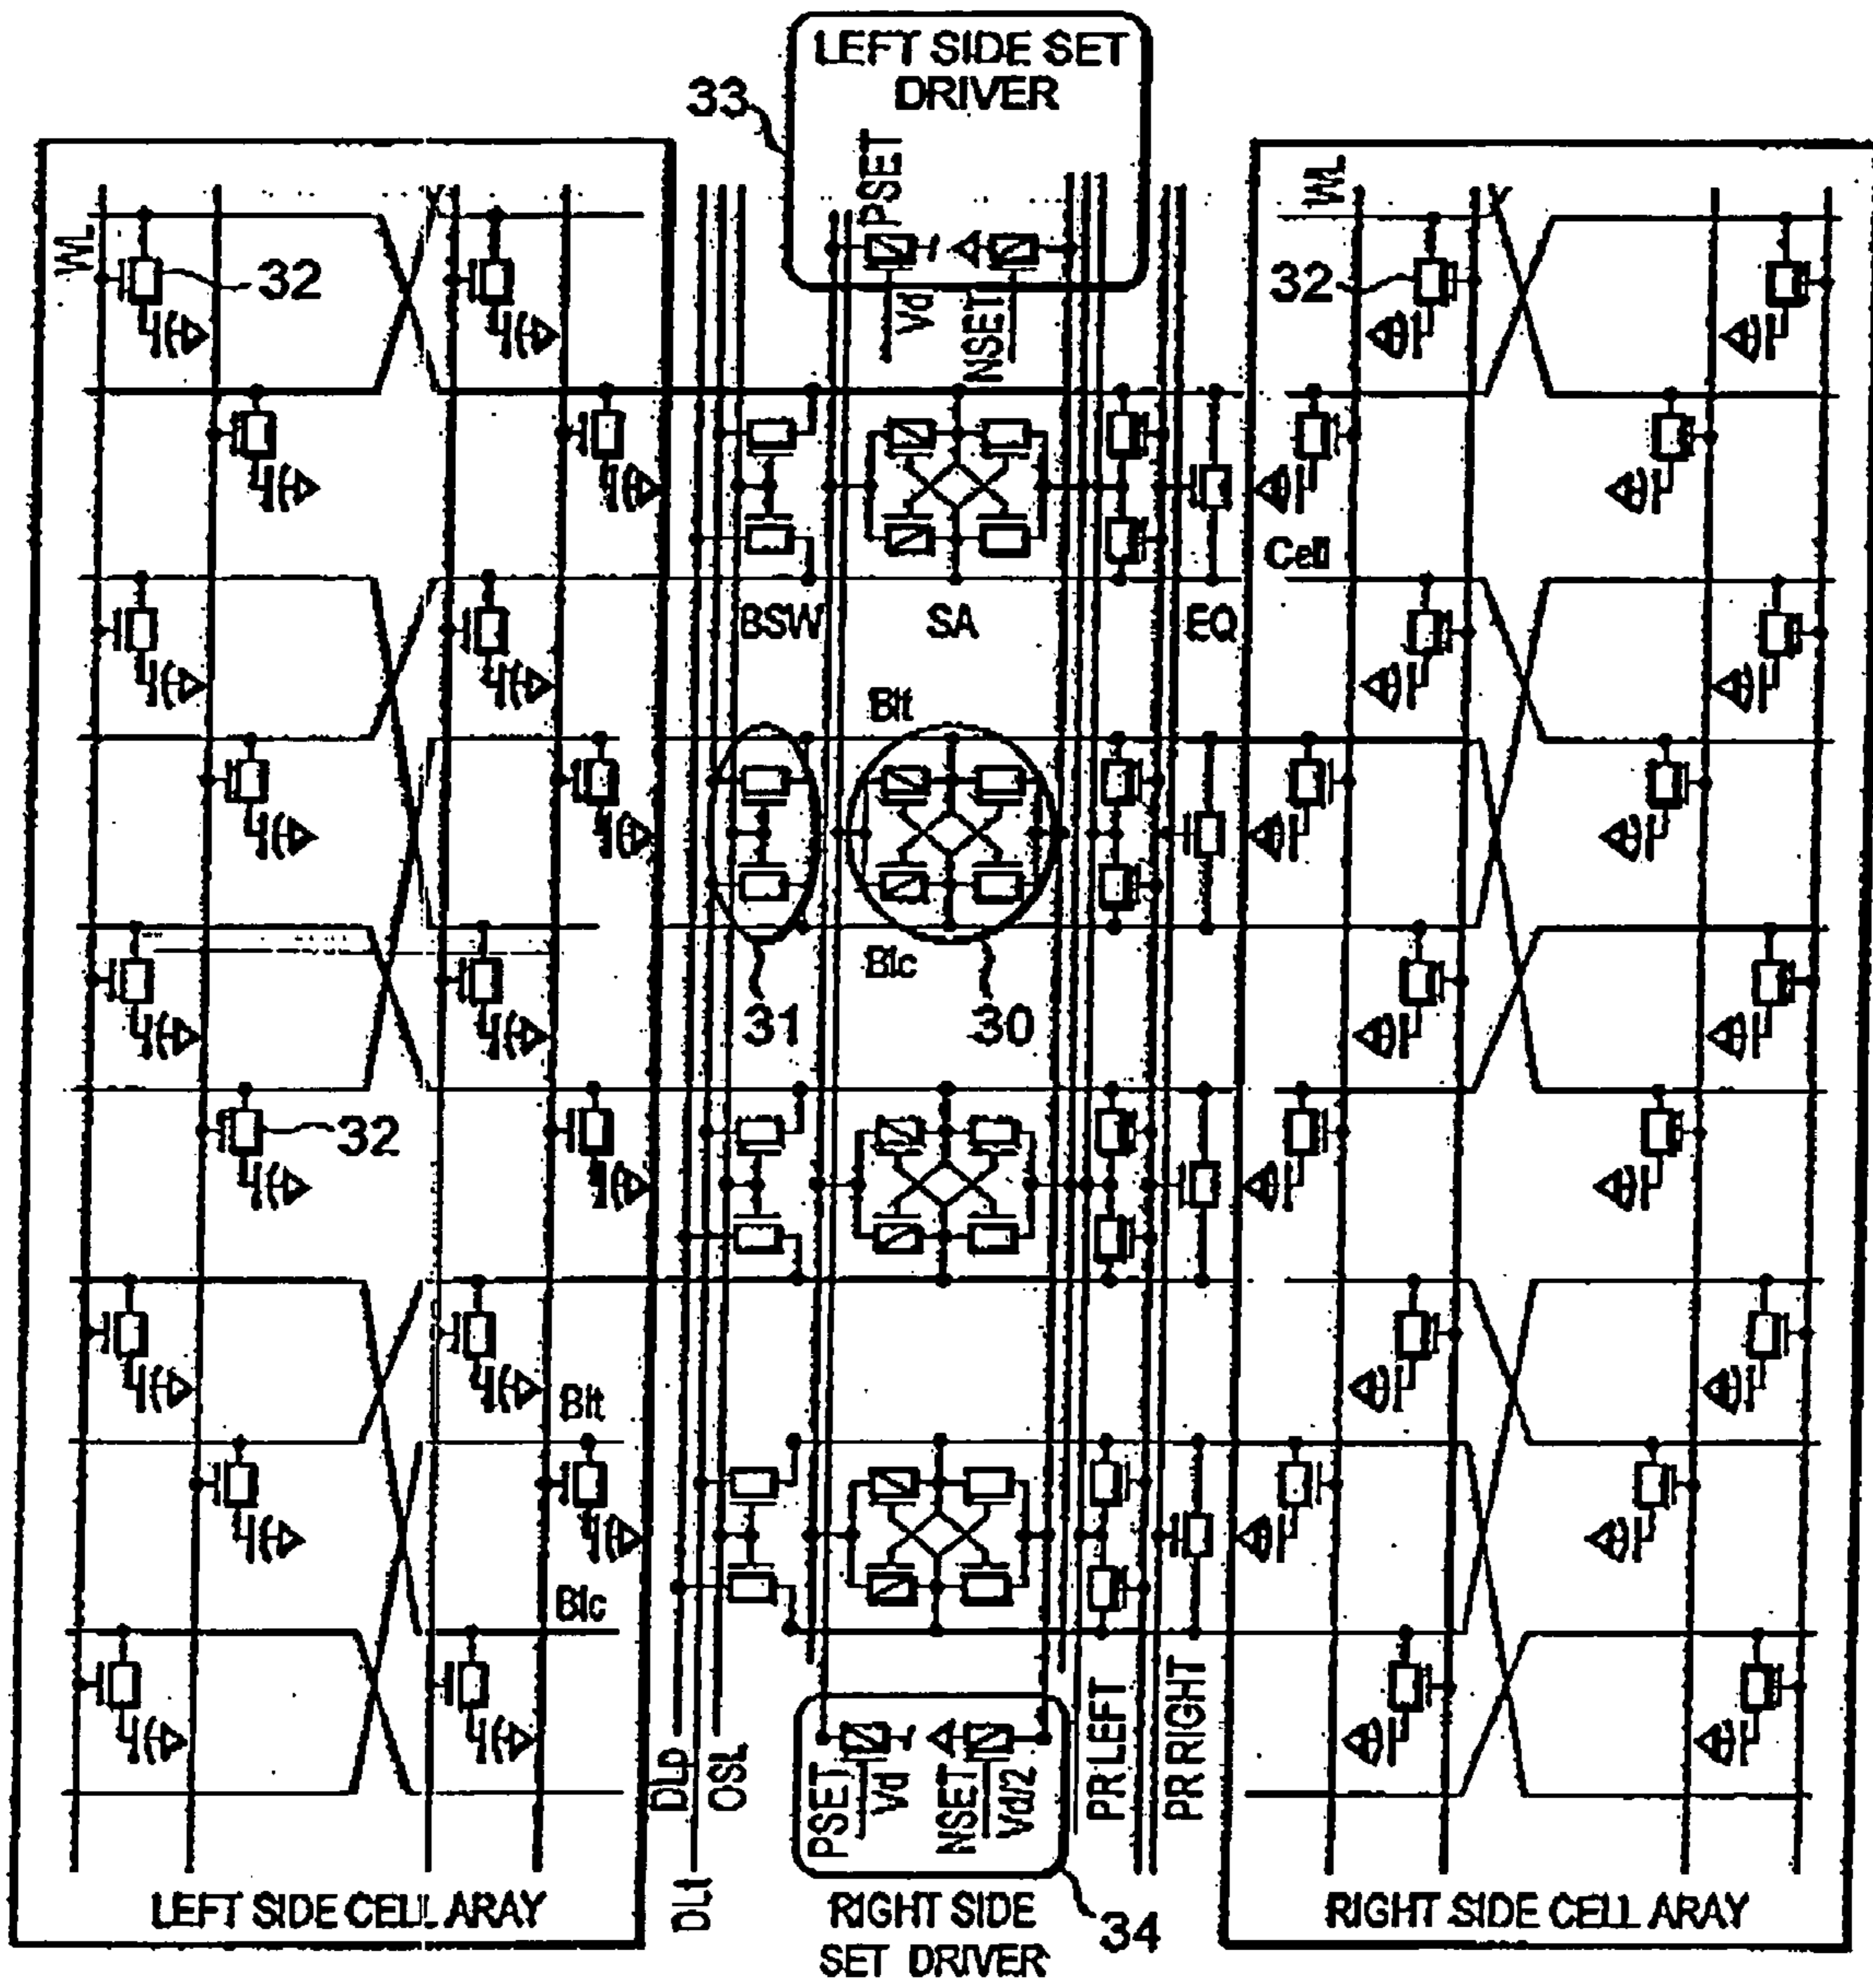 LEFT SIDE SET
DRIVER
33
PSET
Vd
NSET
WL
32
WL
32
Cell
BSW
SA
EQ
Blt
Blc
31
30
32
Blt
Blc
DLt
DLD
OSL
PSET
Vd
NSET
Vd/2
PR LEFT
PR RIGHT
LEFT SIDE CELL ARAY
RIGHT SIDE
SET DRIVER
34
RIGHT SIDE CELL ARAY